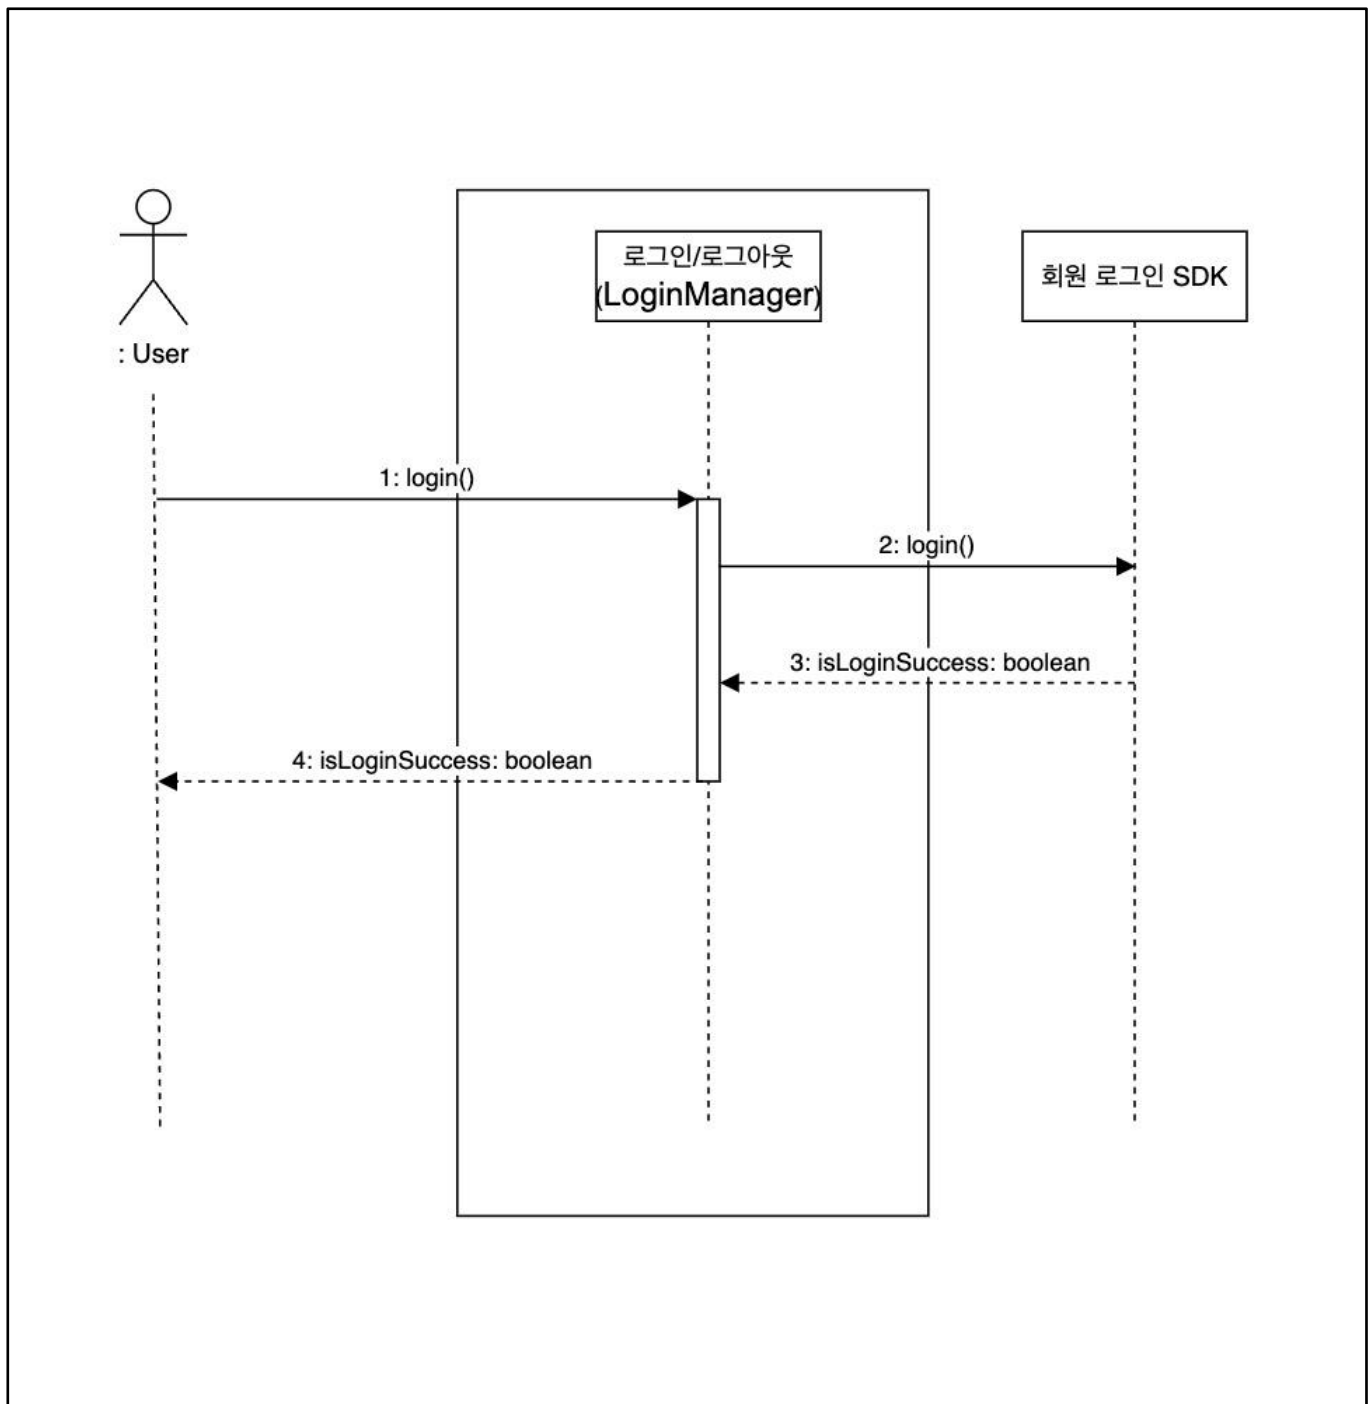 로그인/로그아웃
(LoginManager)
회원 로그인 SDK
: User
1: login()
2: login()
3: isLoginSuccess: boolean
4: isLoginSuccess: boolean